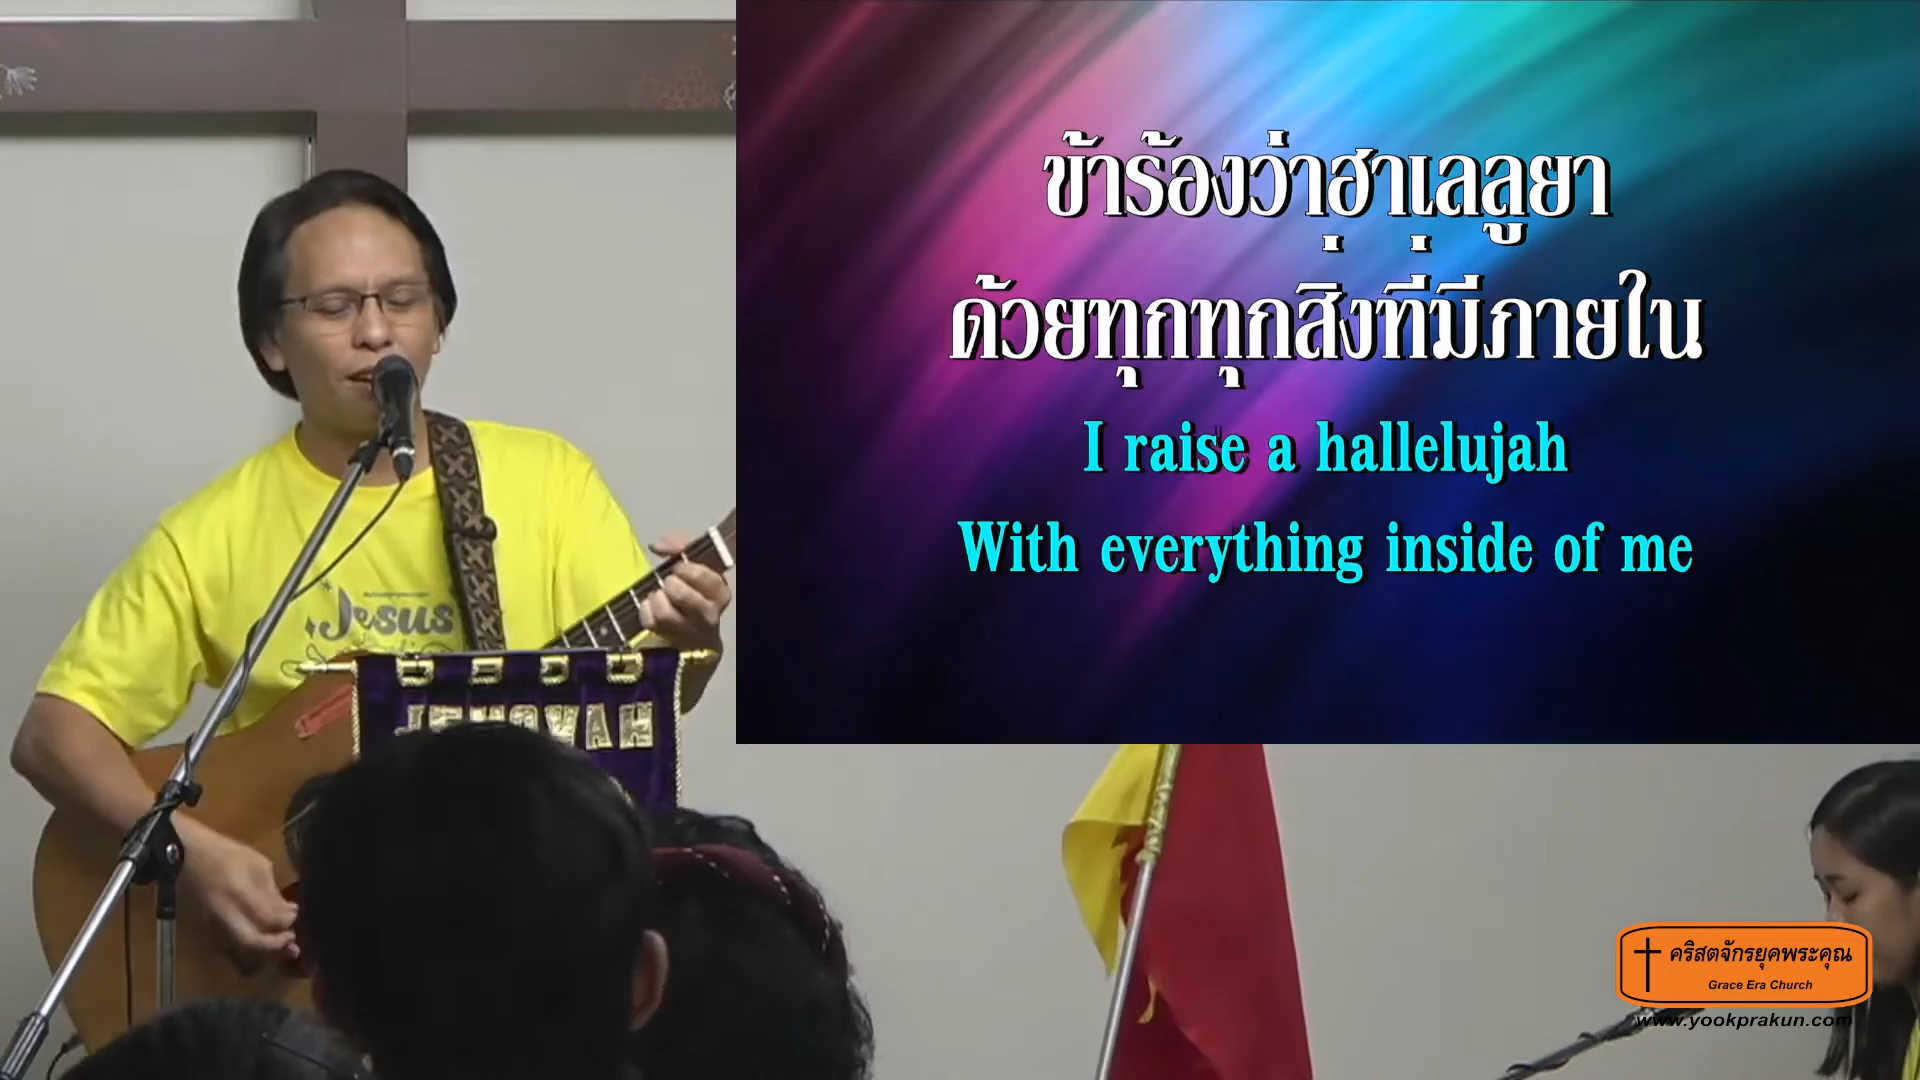 ข้าร้องว่าฮาเลลูยา
ด้วยทุกทุกสิ่งที่มีภายใน
I raise a hallelujah
With everything inside of me
Jesus
JEHOVAH
คริสตจักรยุคพระคุณ
Grace Era Church
www.yookprakun.com